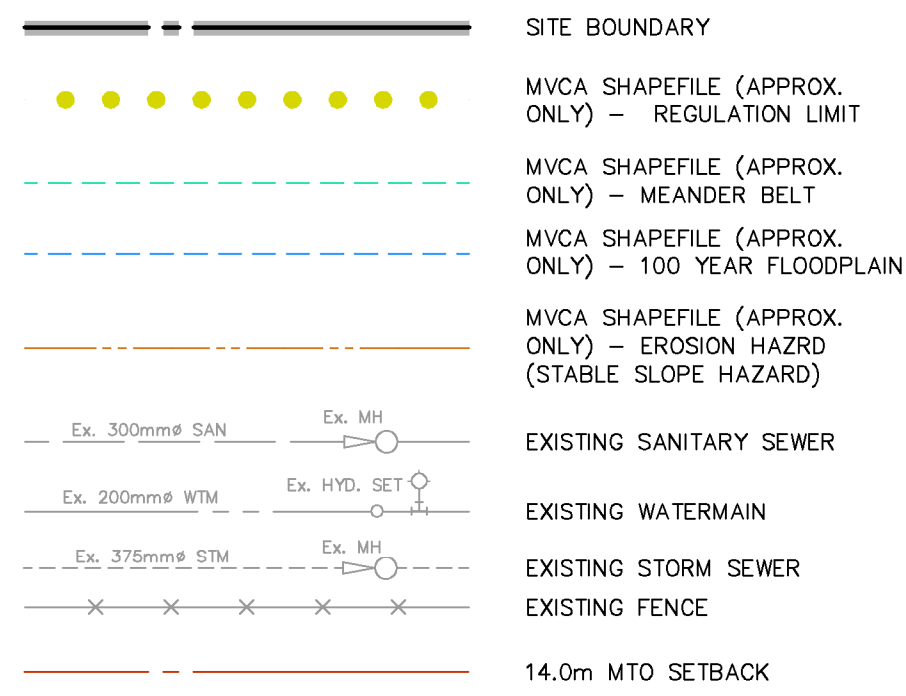 SITE BOUNDARY
MVCA SHAPEFILE (APPROX.
ONLY) – REGULATION LIMIT
MVCA SHAPEFILE (APPROX.
ONLY) – MEANDER BELT
MVCA SHAPEFILE (APPROX.
ONLY) – 100 YEAR FLOODPLAIN
MVCA SHAPEFILE (APPROX.
ONLY) – EROSION HAZRD
(STABLE SLOPE HAZARD)
Ex. 300mmø SAN Ex. MH
EXISTING SANITARY SEWER
Ex. 200mmø WTM Ex. HYD. SET
EXISTING WATERMAIN
Ex. 375mmø STM Ex. MH
EXISTING STORM SEWER
EXISTING FENCE
14.0m MTO SETBACK